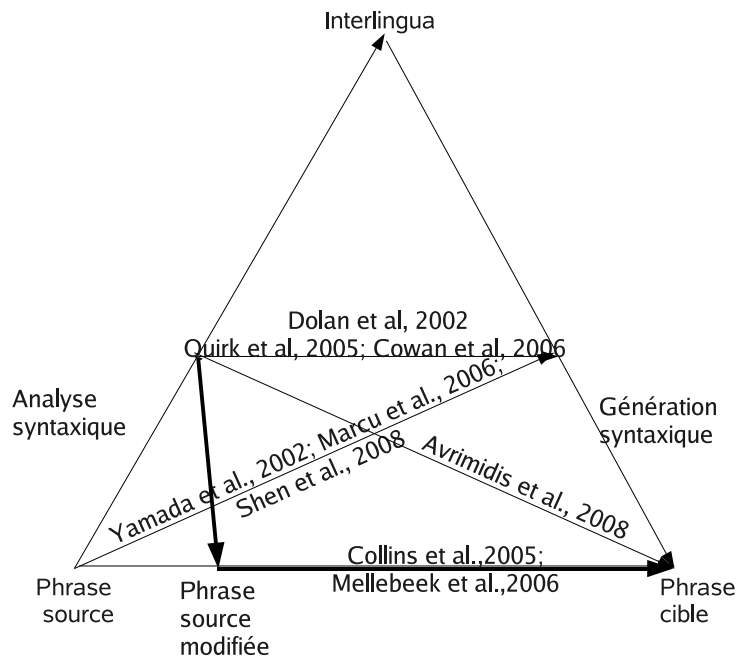 Interlingua
Dolan et al, 2002
Quirk et al, 2005; Cowan et al, 2006
Analyse
syntaxique
Génération
syntaxique
Yamada et al., 2002; Marcu et al., 2006;
Shen et al., 2008
Avrimidis et al., 2008
Collins et al.,2005;
Mellebeek et al.,2006
Phrase
source
Phrase
source
modifiée
Phrase
cible